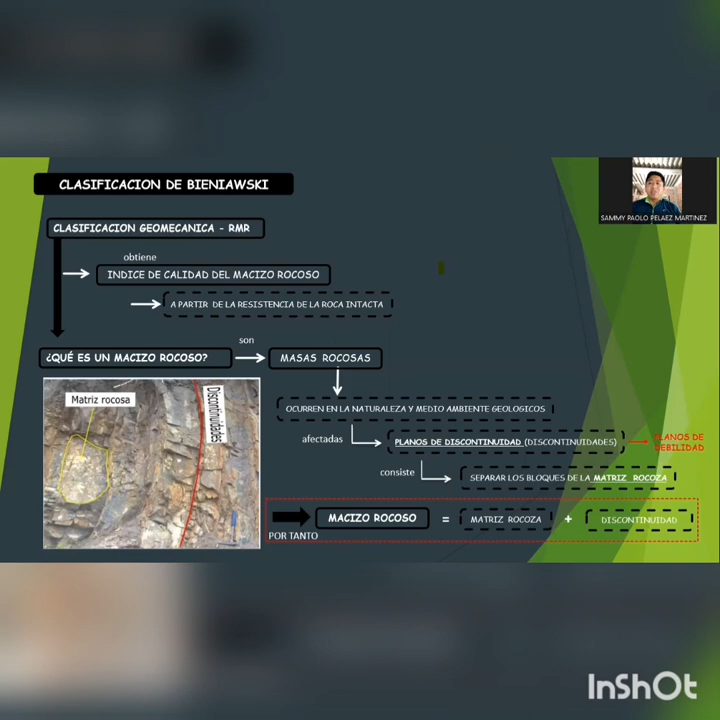 CLASIFICACION DE BIENIAWSKI
SAMMY PAOLO PELAEZ MARTINEZ
CLASIFICACION GEOMECANICA - RMR
obtiene
INDICE DE CALIDAD DEL MACIZO ROCOSO
A PARTIR DE LA RESISTENCIA DE LA ROCA INTACTA
¿QUÉ ES UN MACIZO ROCOSO?
son
MASAS ROCOSAS
Matriz rocosa
Discontinuidades
OCURREN EN LA NATURALEZA Y MEDIO AMBIENTE GEOLOGICOS
afectadas
PLANOS DE DISCONTINUIDAD (DISCONTINUIDADES)
PLANOS DE
DEBILIDAD
consiste
SEPARAR LOS BLOQUES DE LA MATRIZ ROCOZA
POR TANTO
MACIZO ROCOSO = MATRIZ ROCOZA + DISCONTINUIDAD
InShOt